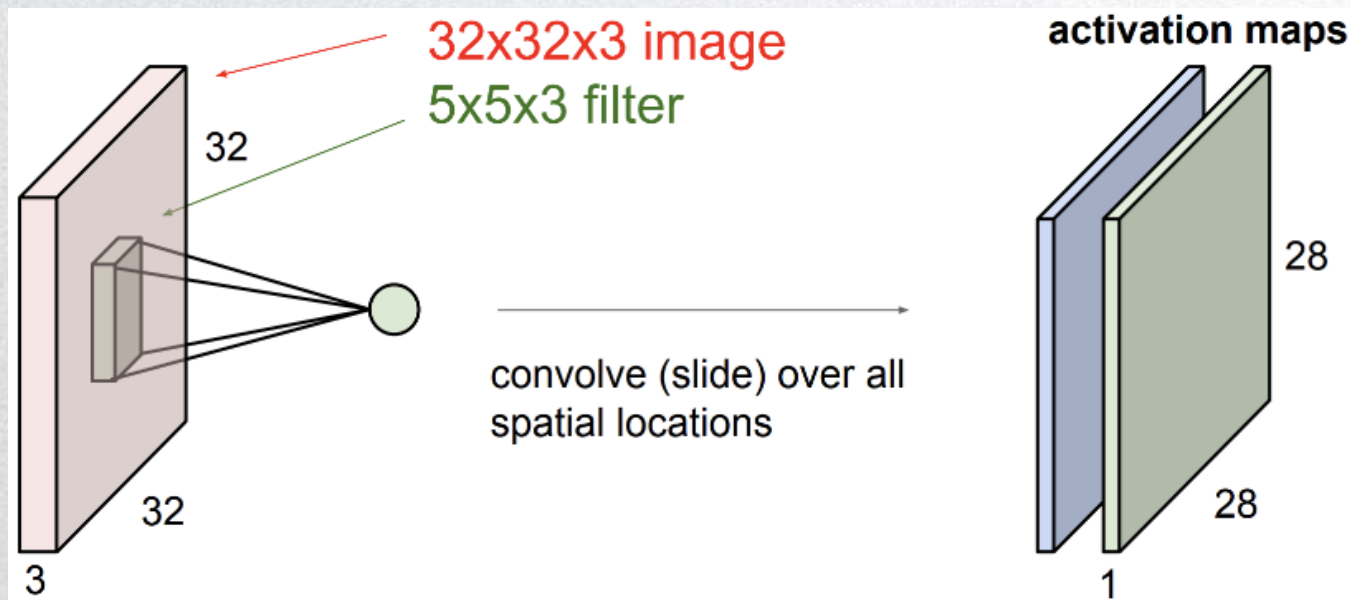 32x32x3 image
5x5x3 filter
32
32
3
convolve (slide) over all
spatial locations
activation maps
28
28
1